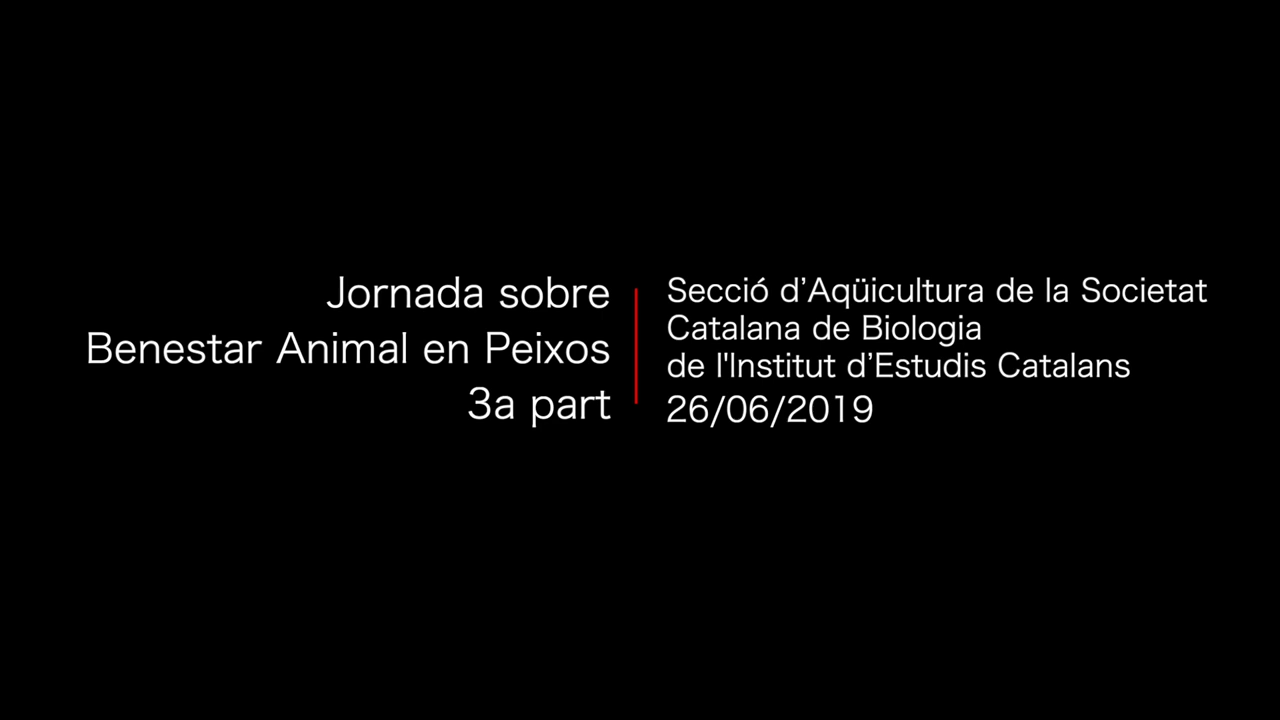 Jornada sobre
Benestar Animal en Peixos
3a part
Secció d’Aqüicultura de la Societat
Catalana de Biologia
de l'Institut d’Estudis Catalans
26/06/2019